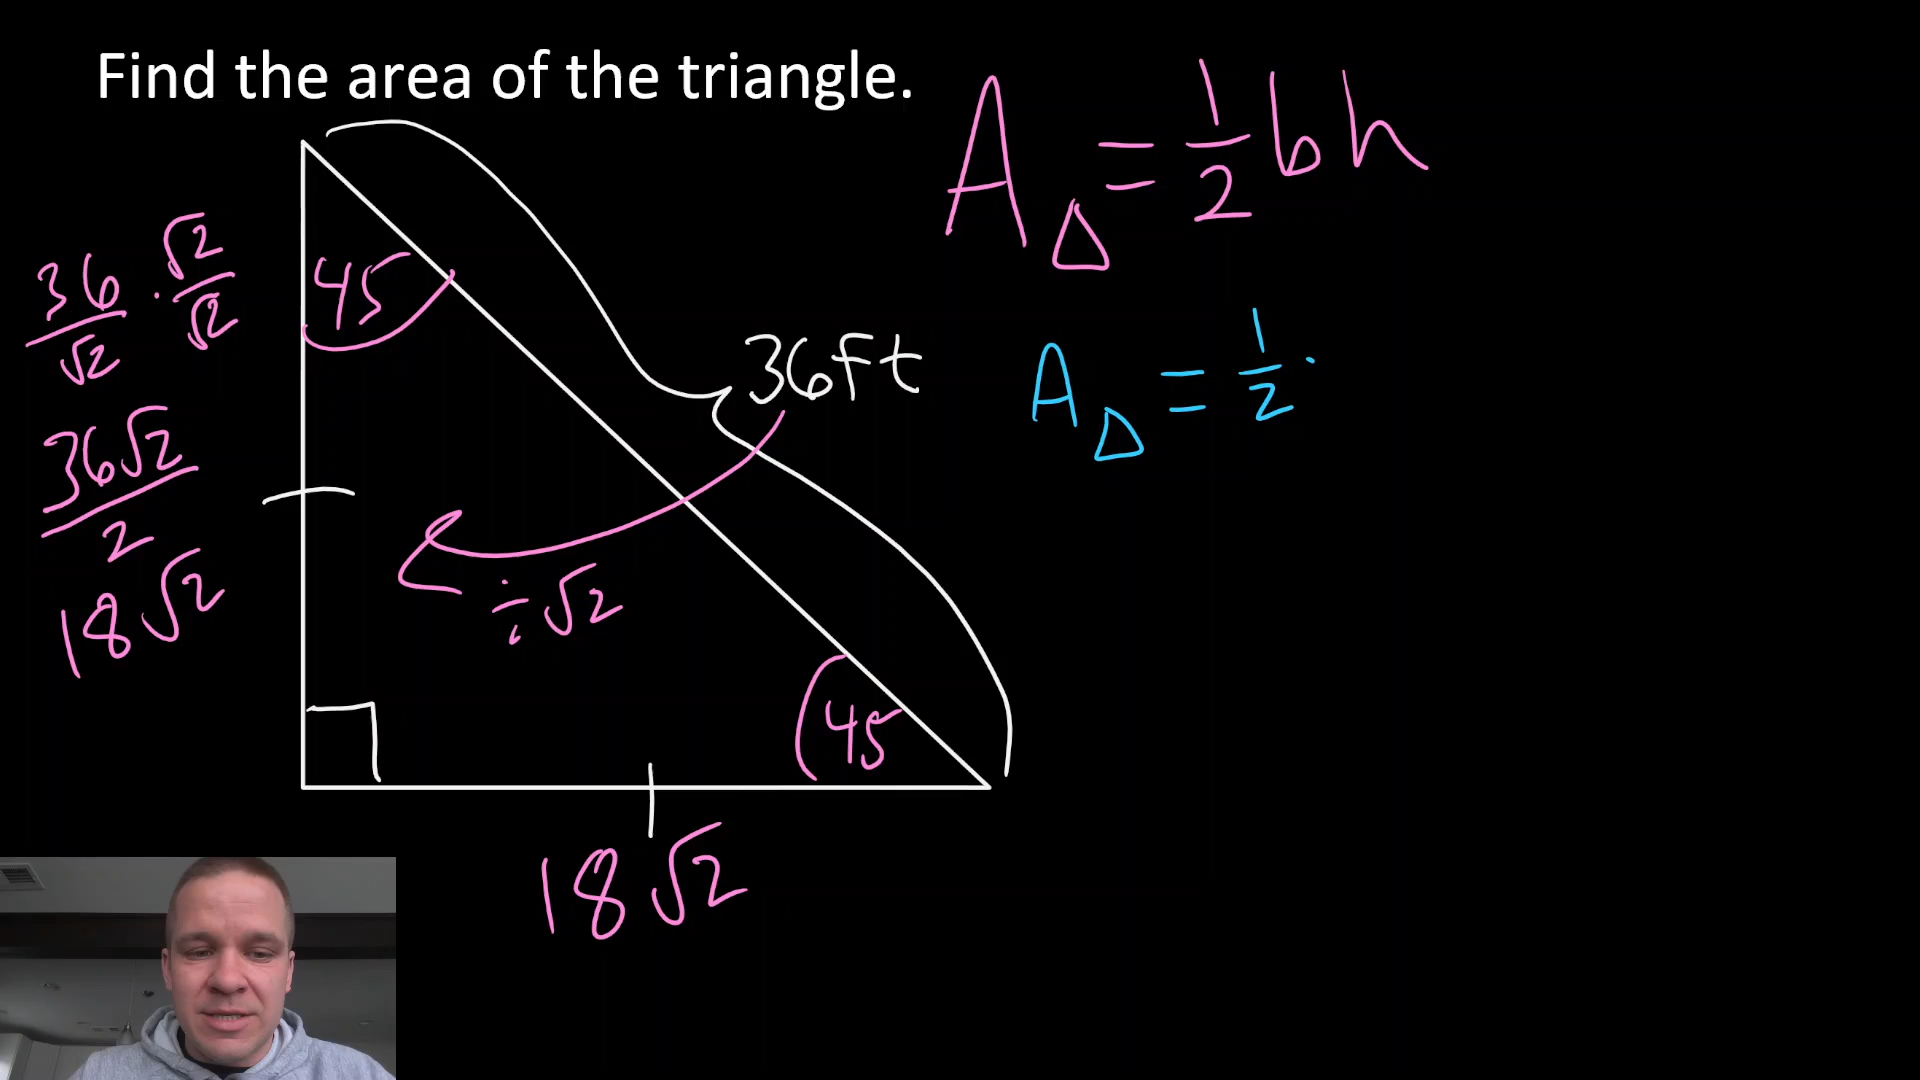 Find the area of the triangle.
A△ = 1/2 bh
36/√2 · √2/√2
45
36ft
A△ = 1/2 ·
36√2/2
÷√2
18√2
45
18√2